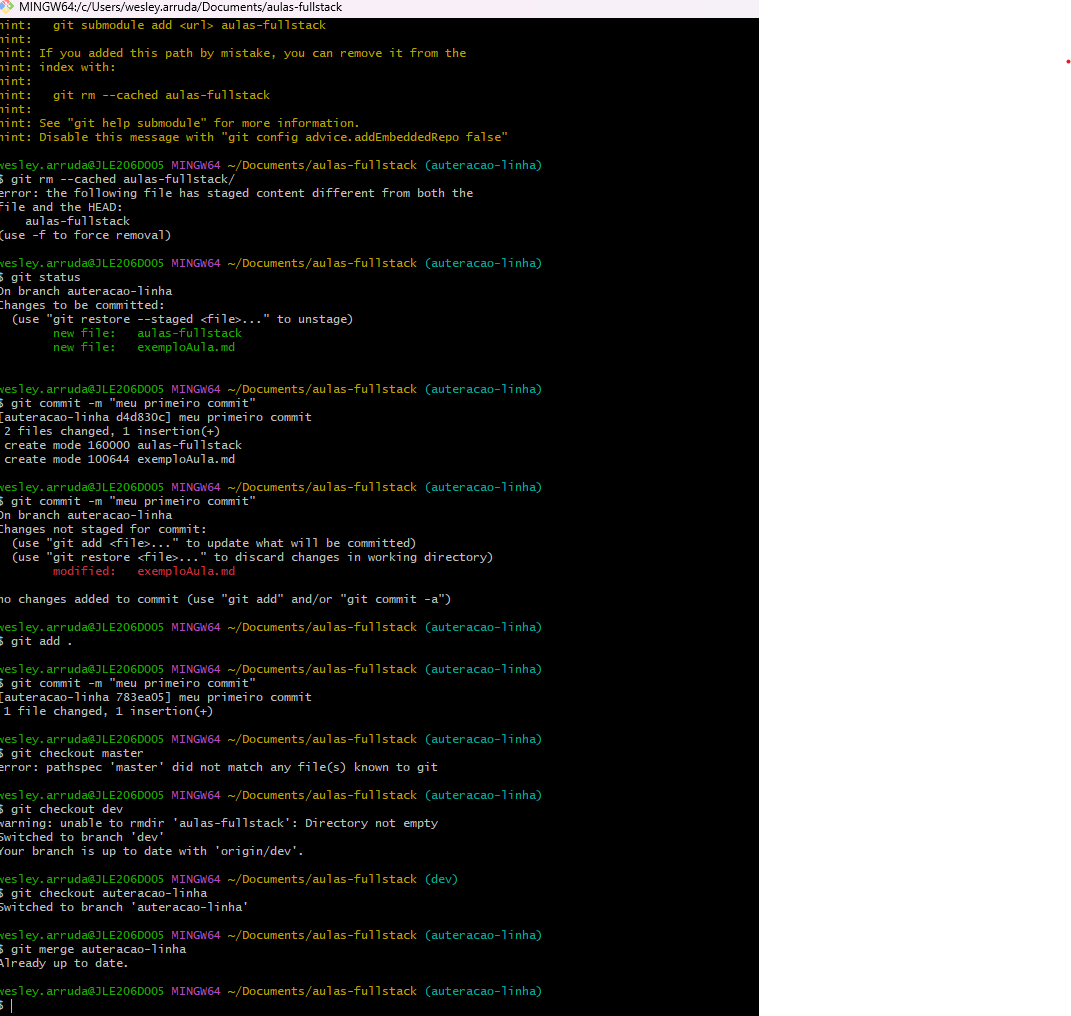 MINGW64:/c/Users/wesley.arruda/Documents/aulas-fullstack
hint:   git submodule add <url> aulas-fullstack
hint:
hint: If you added this path by mistake, you can remove it from the
hint: index with:
hint:
hint:   git rm --cached aulas-fullstack
hint:
hint: See "git help submodule" for more information.
hint: Disable this message with "git config advice.addEmbeddedRepo false"
wesley.arruda@JLE206D005 MINGW64 ~/Documents/aulas-fullstack (auteracao-linha)
$ git rm --cached aulas-fullstack/
error: the following file has staged content different from both the
file and the HEAD:
    aulas-fullstack
(use -f to force removal)
wesley.arruda@JLE206D005 MINGW64 ~/Documents/aulas-fullstack (auteracao-linha)
$ git status
On branch auteracao-linha
Changes to be committed:
  (use "git restore --staged <file>..." to unstage)
        new file:   aulas-fullstack
        new file:   exemploAula.md
wesley.arruda@JLE206D005 MINGW64 ~/Documents/aulas-fullstack (auteracao-linha)
$ git commit -m "meu primeiro commit"
[auteracao-linha d4d830c] meu primeiro commit
 2 files changed, 1 insertion(+)
 create mode 160000 aulas-fullstack
 create mode 100644 exemploAula.md
wesley.arruda@JLE206D005 MINGW64 ~/Documents/aulas-fullstack (auteracao-linha)
$ git commit -m "meu primeiro commit"
On branch auteracao-linha
Changes not staged for commit:
  (use "git add <file>..." to update what will be committed)
  (use "git restore <file>..." to discard changes in working directory)
        modified:   exemploAula.md
no changes added to commit (use "git add" and/or "git commit -a")
wesley.arruda@JLE206D005 MINGW64 ~/Documents/aulas-fullstack (auteracao-linha)
$ git add .
wesley.arruda@JLE206D005 MINGW64 ~/Documents/aulas-fullstack (auteracao-linha)
$ git commit -m "meu primeiro commit"
[auteracao-linha 783ea05] meu primeiro commit
 1 file changed, 1 insertion(+)
wesley.arruda@JLE206D005 MINGW64 ~/Documents/aulas-fullstack (auteracao-linha)
$ git checkout master
error: pathspec 'master' did not match any file(s) known to git
wesley.arruda@JLE206D005 MINGW64 ~/Documents/aulas-fullstack (auteracao-linha)
$ git checkout dev
warning: unable to rmdir 'aulas-fullstack': Directory not empty
Switched to branch 'dev'
Your branch is up to date with 'origin/dev'.
wesley.arruda@JLE206D005 MINGW64 ~/Documents/aulas-fullstack (dev)
$ git checkout auteracao-linha
Switched to branch 'auteracao-linha'
wesley.arruda@JLE206D005 MINGW64 ~/Documents/aulas-fullstack (auteracao-linha)
$ git merge auteracao-linha
Already up to date.
wesley.arruda@JLE206D005 MINGW64 ~/Documents/aulas-fullstack (auteracao-linha)
$